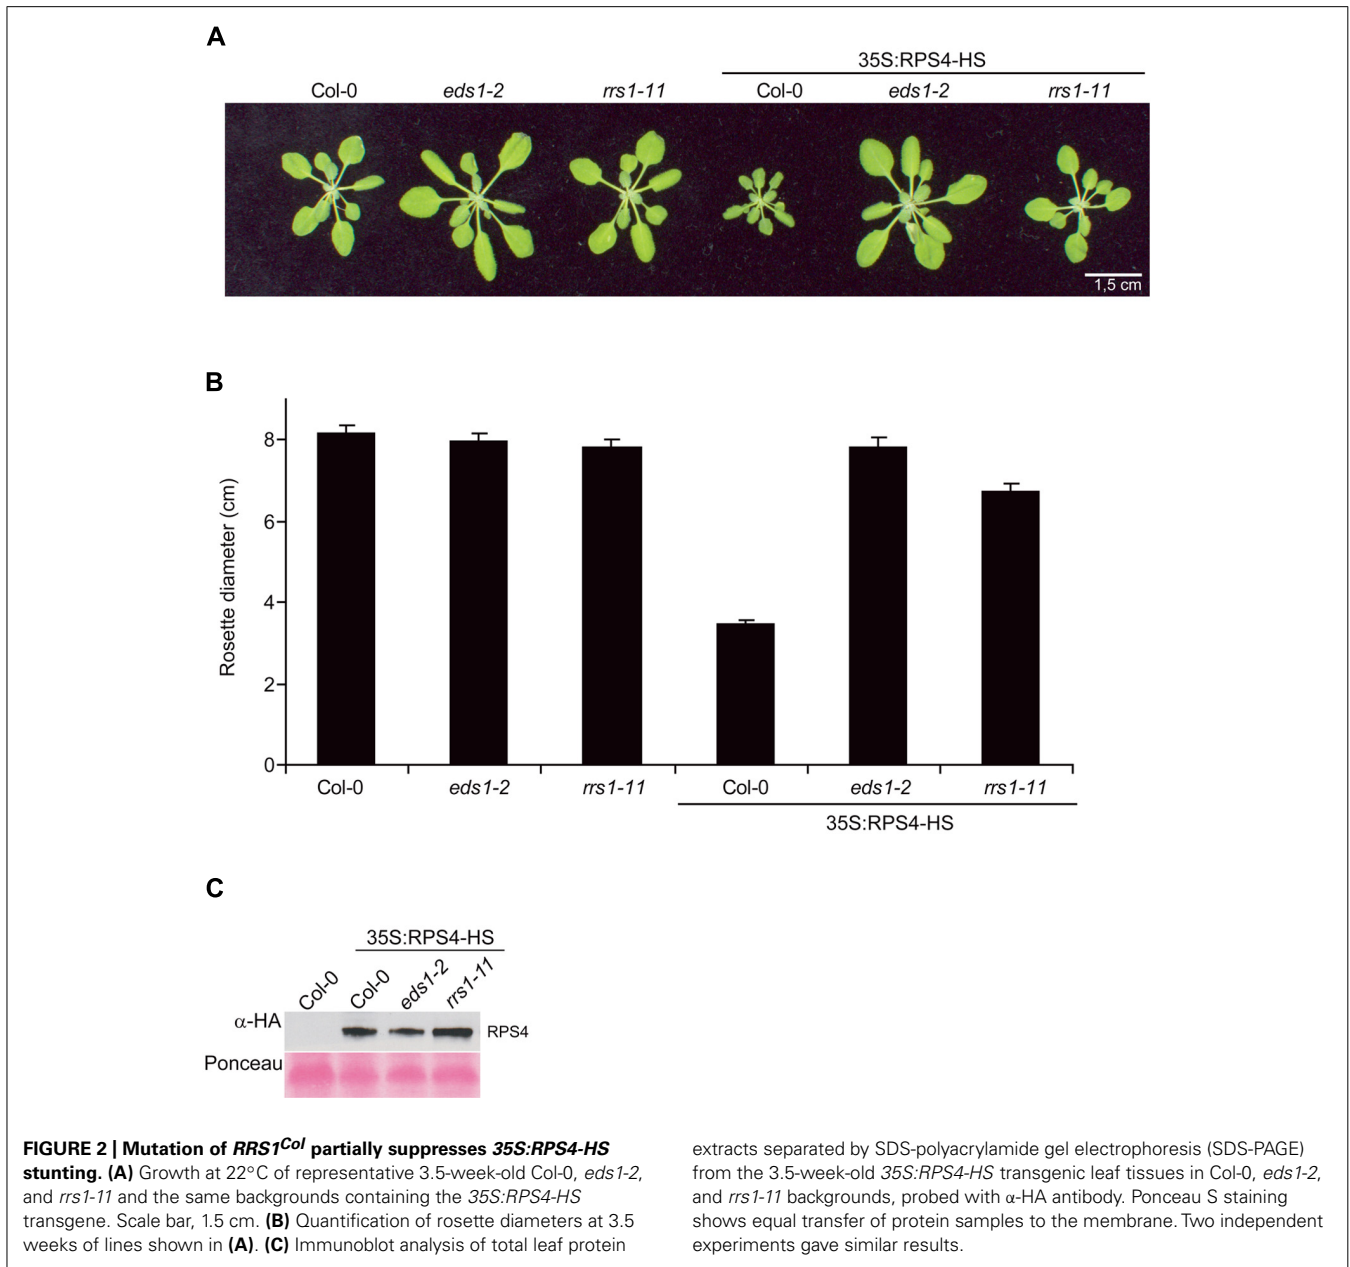 A
35S:RPS4-HS
Col-0 eds1-2 rrs1-11 Col-0 eds1-2 rrs1-11
1,5 cm
B
Rosette diameter (cm)
8
6
4
2
0
Col-0 eds1-2 rrs1-11 Col-0 eds1-2 rrs1-11
35S:RPS4-HS
C
35S:RPS4-HS
Col-0 Col-0 eds1-2 rrs1-11
α-HA RPS4
Ponceau
FIGURE 2 | Mutation of RRS1Col partially suppresses 35S:RPS4-HS
stunting. (A) Growth at 22°C of representative 3.5-week-old Col-0, eds1-2,
and rrs1-11 and the same backgrounds containing the 35S:RPS4-HS
transgene. Scale bar, 1.5 cm. (B) Quantification of rosette diameters at 3.5
weeks of lines shown in (A). (C) Immunoblot analysis of total leaf protein
extracts separated by SDS-polyacrylamide gel electrophoresis (SDS-PAGE)
from the 3.5-week-old 35S:RPS4-HS transgenic leaf tissues in Col-0, eds1-2,
and rrs1-11 backgrounds, probed with α-HA antibody. Ponceau S staining
shows equal transfer of protein samples to the membrane. Two independent
experiments gave similar results.